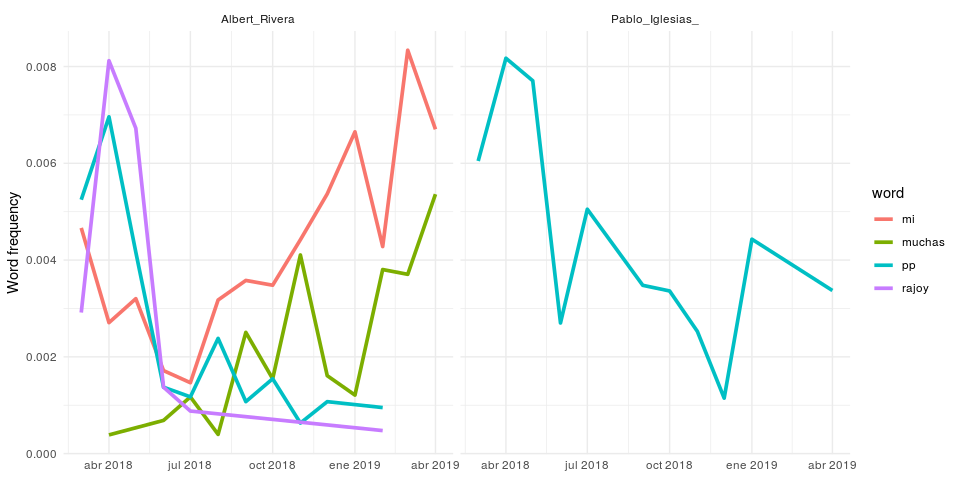 Albert_Rivera
Pablo_Iglesias_
Word frequency
0.008
0.006
0.004
0.002
0.000
abr 2018
jul 2018
oct 2018
ene 2019
abr 2019
abr 2018
jul 2018
oct 2018
ene 2019
abr 2019
word
mi
muchas
pp
rajoy